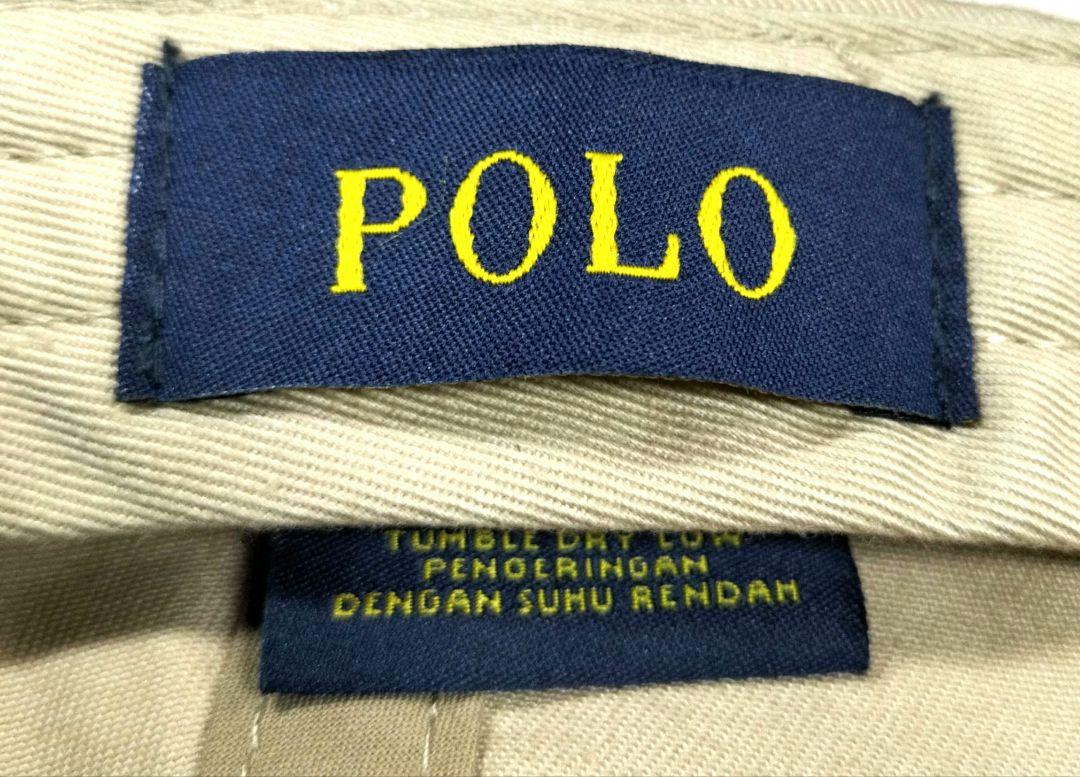 POLO
TUMBLE DRY LOW
PENGERINGAN
DENGAN SUHU RENDAH